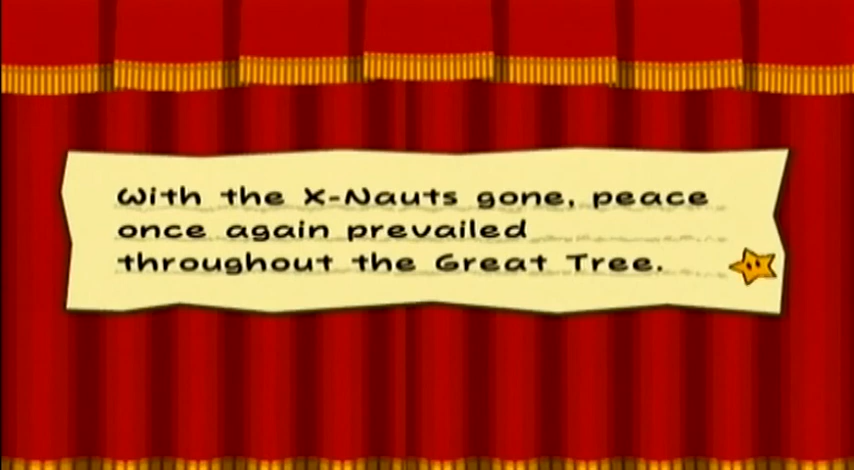 With the X-Nauts gone, peace
once again prevailed
throughout the Great Tree.